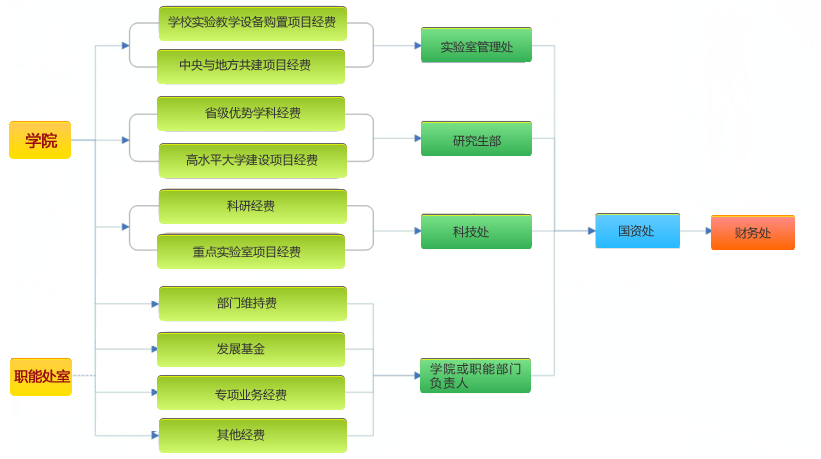 学校实验教学设备购置项目经费
中央与地方共建项目经费
实验室管理处
学院
省级优势学科经费
高水平大学建设项目经费
研究生部
科研经费
重点实验室项目经费
科技处
国资处
财务处
职能处室
部门维持费
发展基金
专项业务经费
其他经费
学院或职能部门
负责人